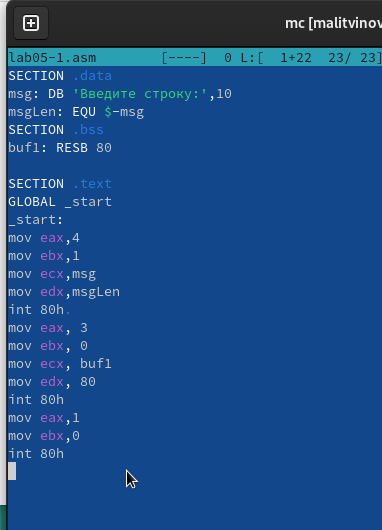 mc [malitvinov
lab05-1.asm [----] 0 L:[ 1+22 23/ 23]
SECTION .data
msg: DB 'Введите строку:',10
msgLen: EQU $-msg
SECTION .bss
buf1: RESB 80
SECTION .text
GLOBAL _start
_start:
mov eax,4
mov ebx,1
mov ecx,msg
mov edx,msgLen
int 80h
mov eax, 3
mov ebx, 0
mov ecx, buf1
mov edx, 80
int 80h
mov eax,1
mov ebx,0
int 80h